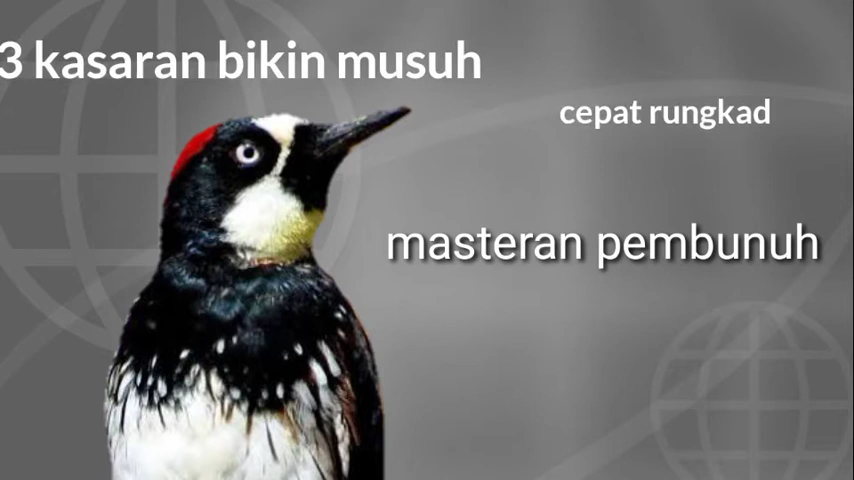 3 kasaran bikin musuh
cepat rungkad
masteran pembunuh